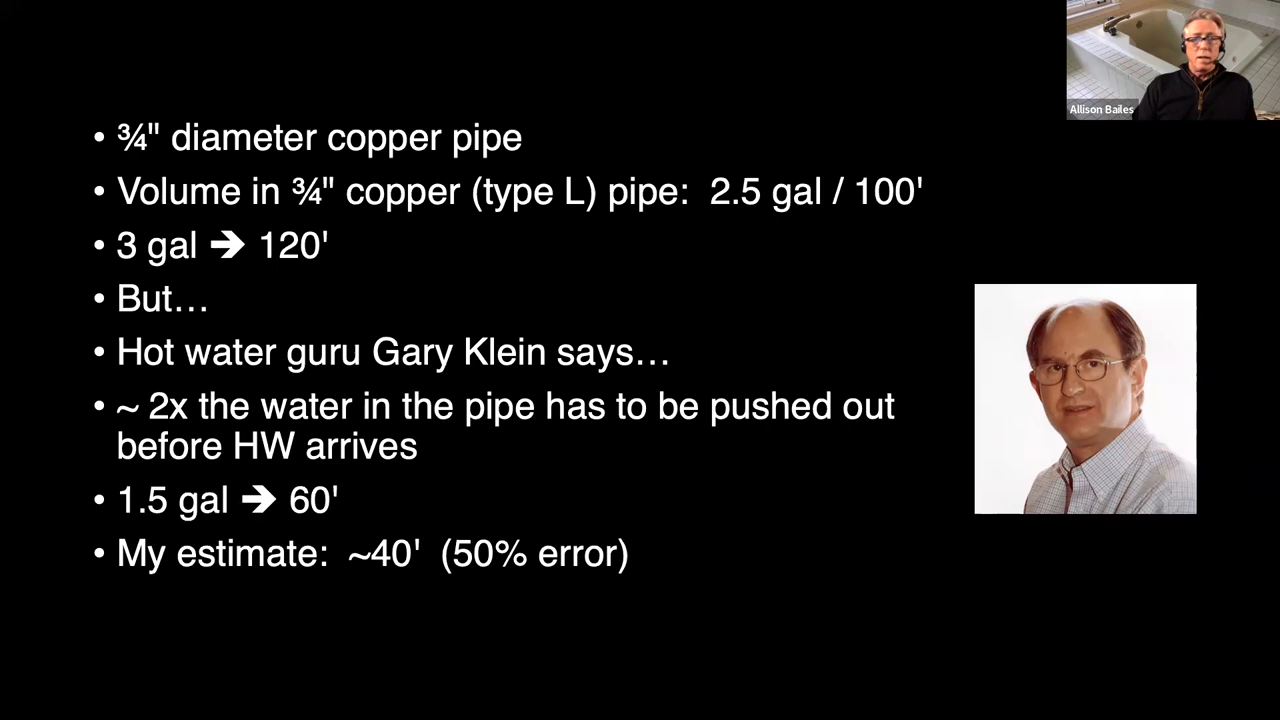 Allison Bailes
• ¾" diameter copper pipe
• Volume in ¾" copper (type L) pipe:  2.5 gal / 100'
• 3 gal ➔ 120'
• But…
• Hot water guru Gary Klein says…
• ~ 2x the water in the pipe has to be pushed out
before HW arrives
• 1.5 gal ➔ 60'
• My estimate:  ~40'  (50% error)